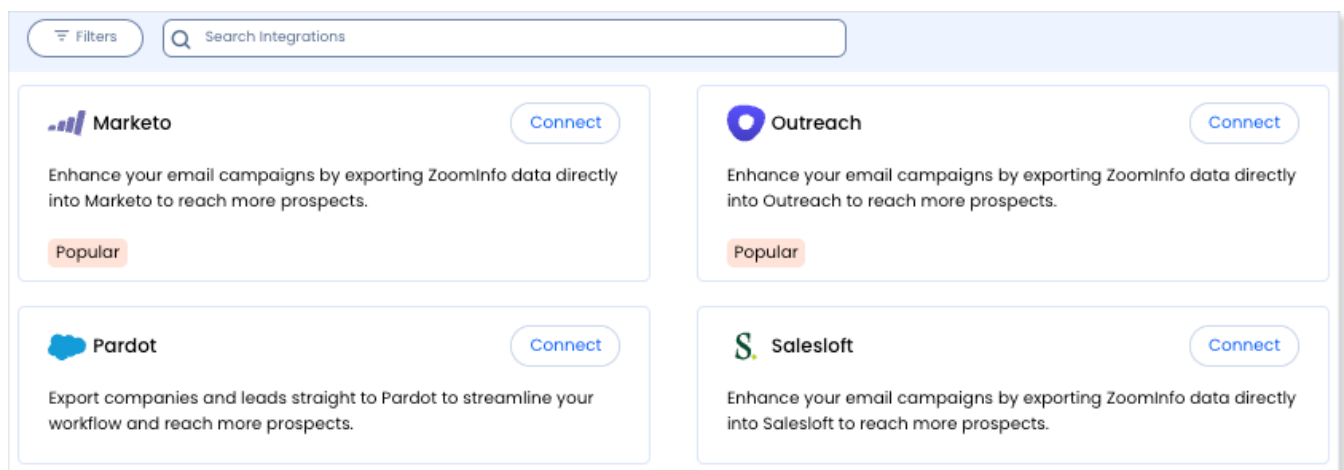 Filters
Search Integrations
Marketo
Connect
Enhance your email campaigns by exporting ZoomInfo data directly
into Marketo to reach more prospects.
Popular
Outreach
Connect
Enhance your email campaigns by exporting ZoomInfo data directly
into Outreach to reach more prospects.
Popular
Pardot
Connect
Export companies and leads straight to Pardot to streamline your
workflow and reach more prospects.
Salesloft
Connect
Enhance your email campaigns by exporting ZoomInfo data directly
into Salesloft to reach more prospects.